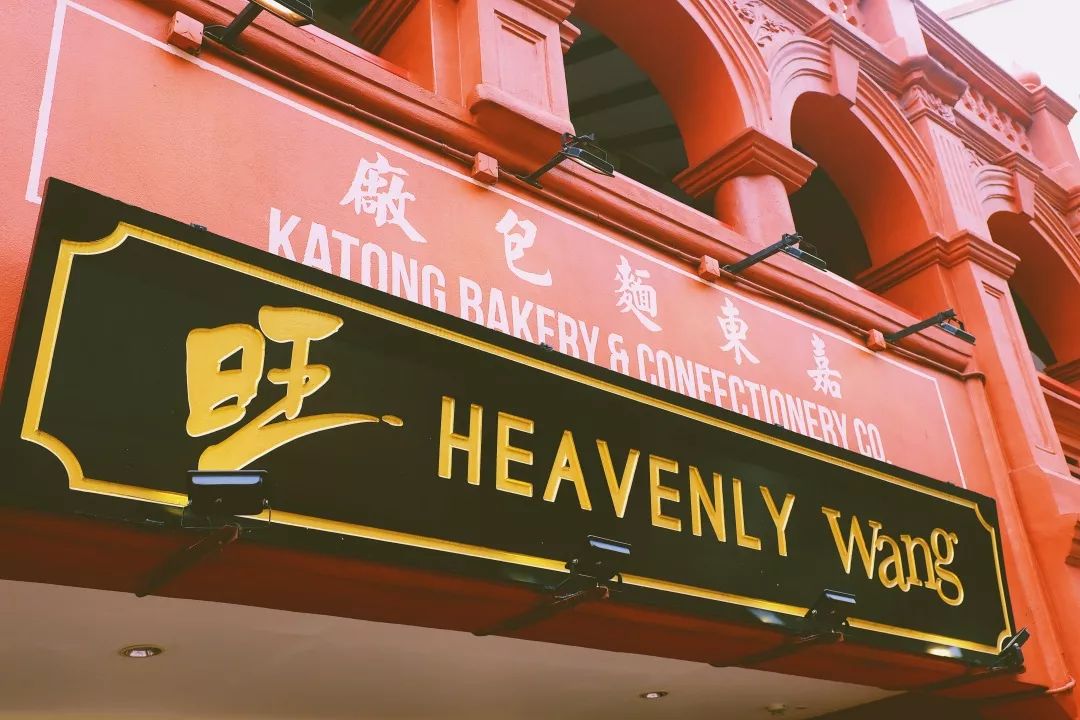 嘉東麵包廠
KATONG BAKERY & CONFECTIONERY CO
旺 HEAVENLY Wang